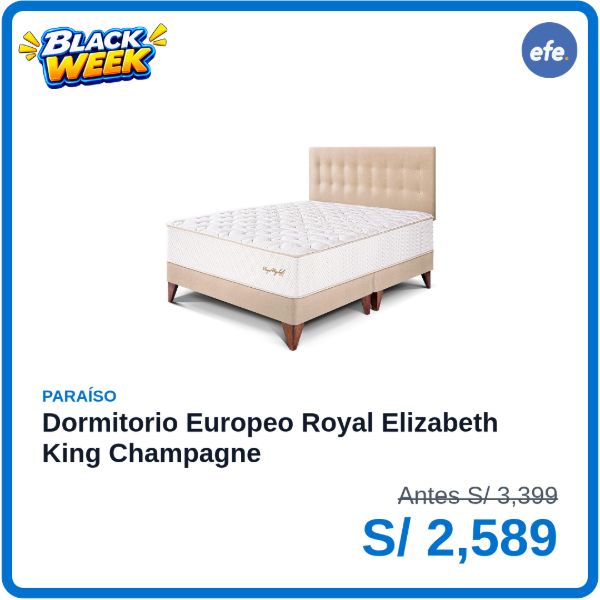 BLACK
WEEK
efe.
PARAÍSO
Dormitorio Europeo Royal Elizabeth
King Champagne
Antes S/ 3,399
S/ 2,589